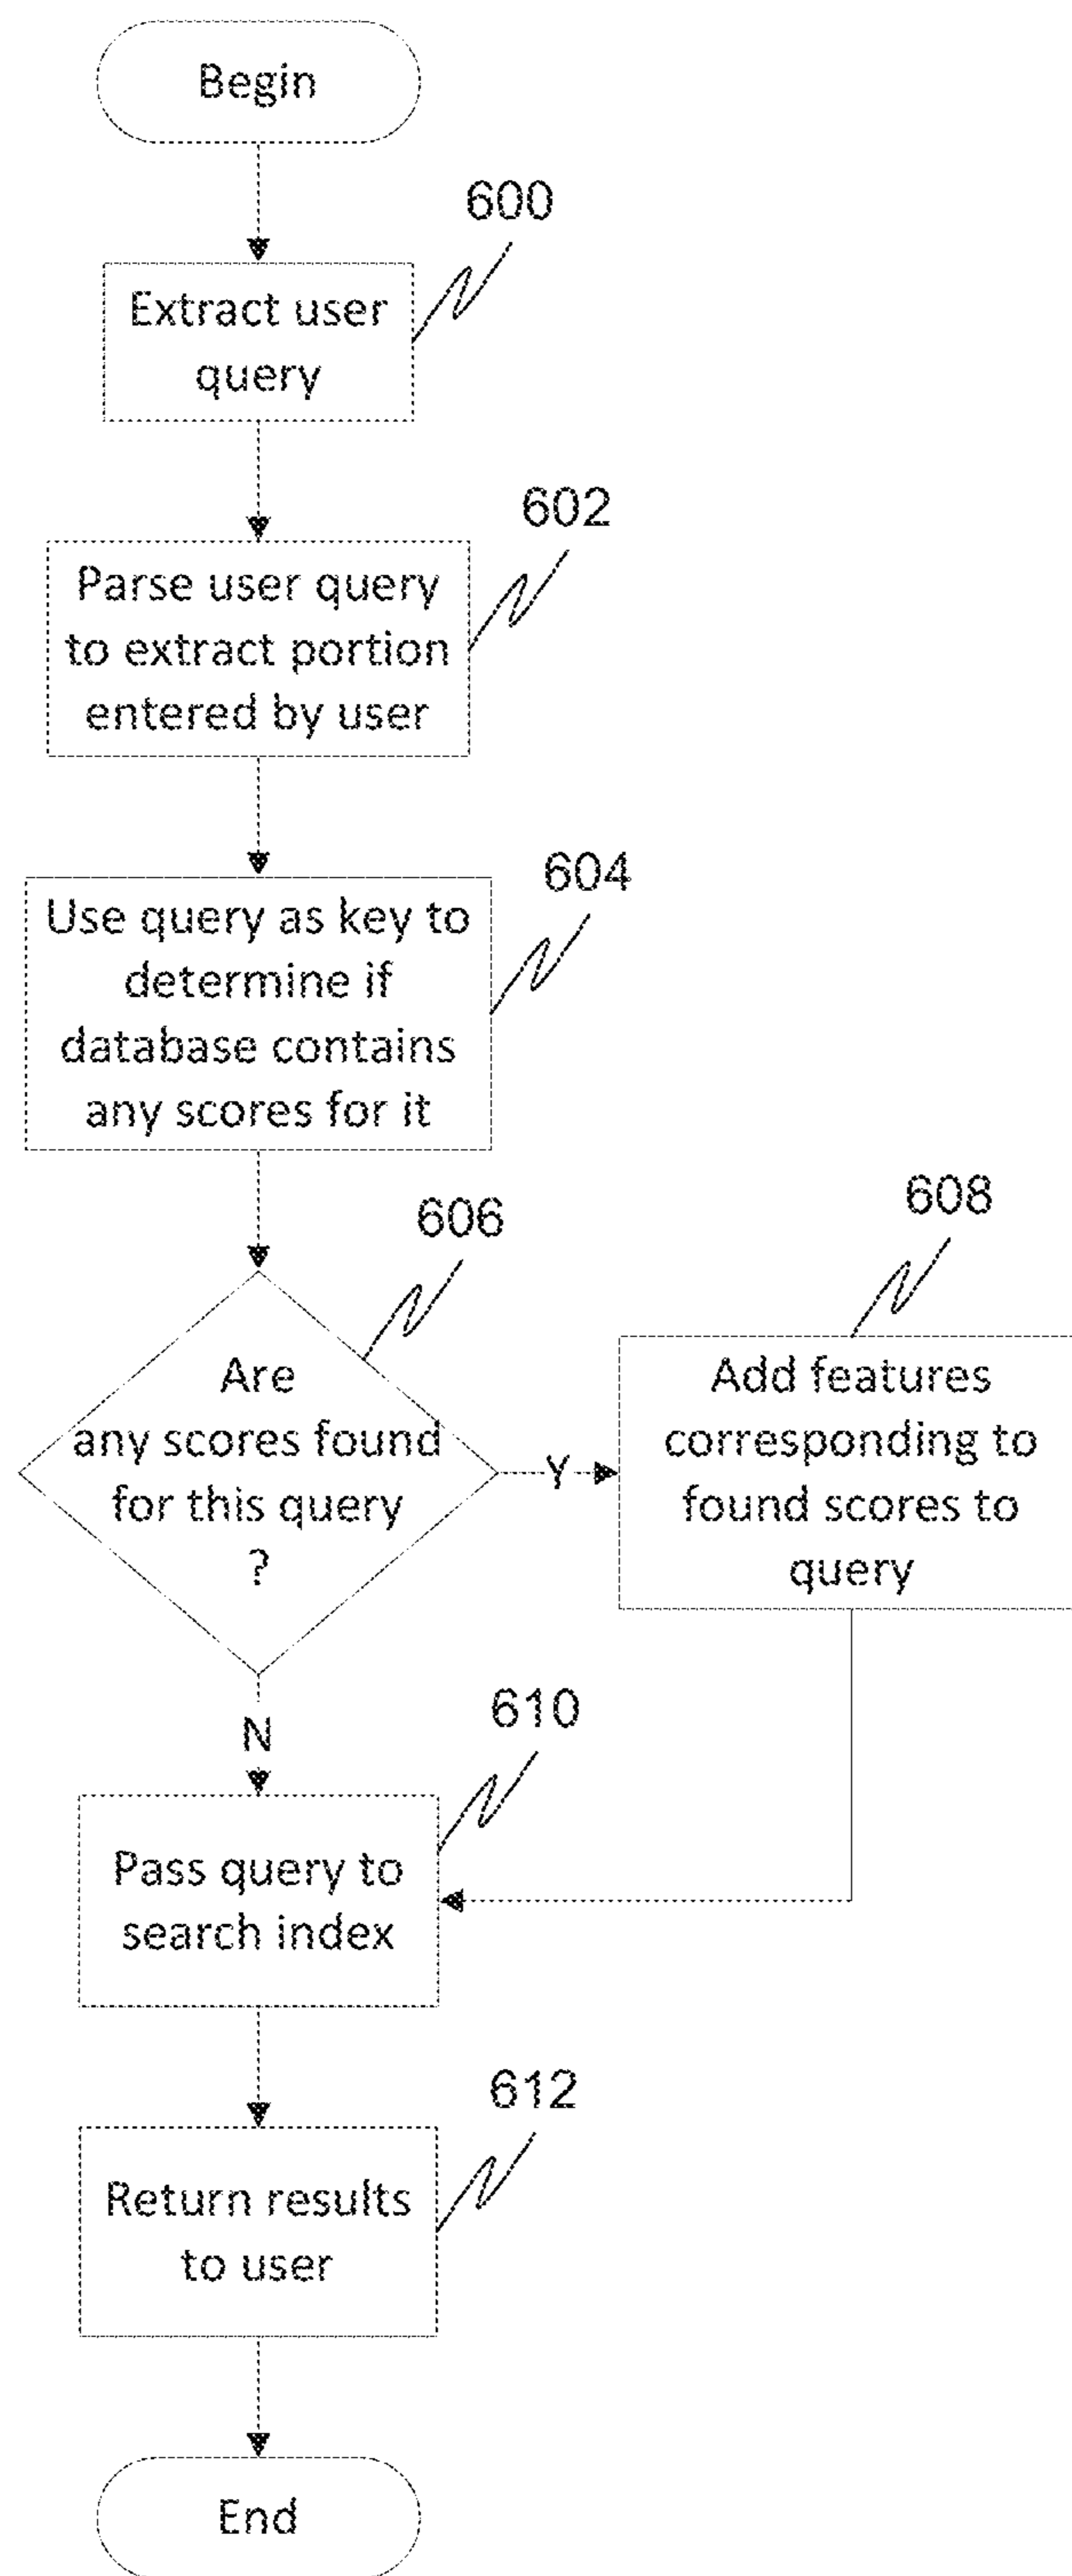 Begin
600
Extract user
query
602
Parse user query
to extract portion
entered by user
604
Use query as key to
determine if
database contains
any scores for it
606
Are
any scores found
for this query
?
Y
608
Add features
corresponding to
found scores to
query
N
610
Pass query to
search index
612
Return results
to user
End